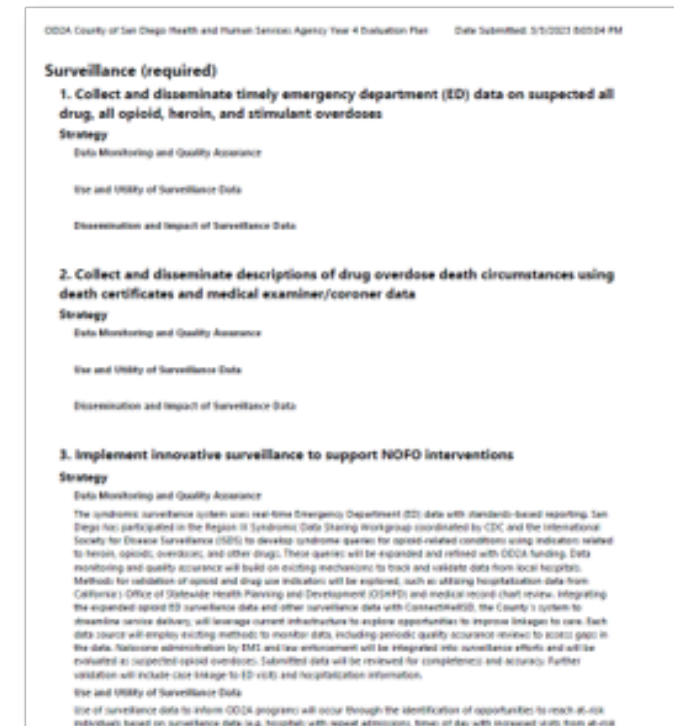 OD2A County of San Diego Health and Human Services Agency Year 4 Evaluation Plan Date Submitted: 5/5/2023 6:05:04 PM
Surveillance (required)
1. Collect and disseminate timely emergency department (ED) data on suspected all
drug, all opioid, heroin, and stimulant overdoses
Strategy
Data Monitoring and Quality Assurance
Use and Utility of Surveillance Data
Dissemination and Impact of Surveillance Data
2. Collect and disseminate descriptions of drug overdose death circumstances using
death certificates and medical examiner/coroner data
Strategy
Data Monitoring and Quality Assurance
Use and Utility of Surveillance Data
Dissemination and Impact of Surveillance Data
3. Implement innovative surveillance to support NOFO interventions
Strategy
Data Monitoring and Quality Assurance
The syndromic surveillance system uses real-time Emergency Department (ED) data with standards-based reporting. San
Diego has participated in the Region IX Syndromic Data Sharing Workgroup coordinated by CDC and the International
Society for Disease Surveillance (ISDS) to develop syndrome queries for opioid-related conditions using indicators related
to heroin, opioids, overdoses, and other drugs. These queries will be expanded and refined with OD2A funding. Data
monitoring and quality assurance will build on existing mechanisms to track and validate data from local hospitals.
Methods for validation of opioid and drug use indicators will be explored, such as utilizing hospitalization data from
California's Office of Statewide Health Planning and Development (OSHPD) and medical record chart review. Integrating
the expanded opioid ED surveillance data and other surveillance data with ConnectWellSD, the County's system to
streamline service delivery, will leverage current infrastructure to explore opportunities to improve linkages to care. Each
data source will employ existing methods to monitor data, including periodic quality assurance reviews to access gaps in
the data. Naloxone administration by EMS and law enforcement will be integrated into surveillance efforts and will be
evaluated as suspected opioid overdoses. Submitted data will be reviewed for completeness and accuracy. Further
validation will include case linkage to ED visits and hospitalization information.
Use and Utility of Surveillance Data
Use of surveillance data to inform OD2A programs will occur through the identification of opportunities to reach at-risk
individuals based on surveillance data (e.g. hospitals with repeat admissions, times of day with increased visits from at-risk